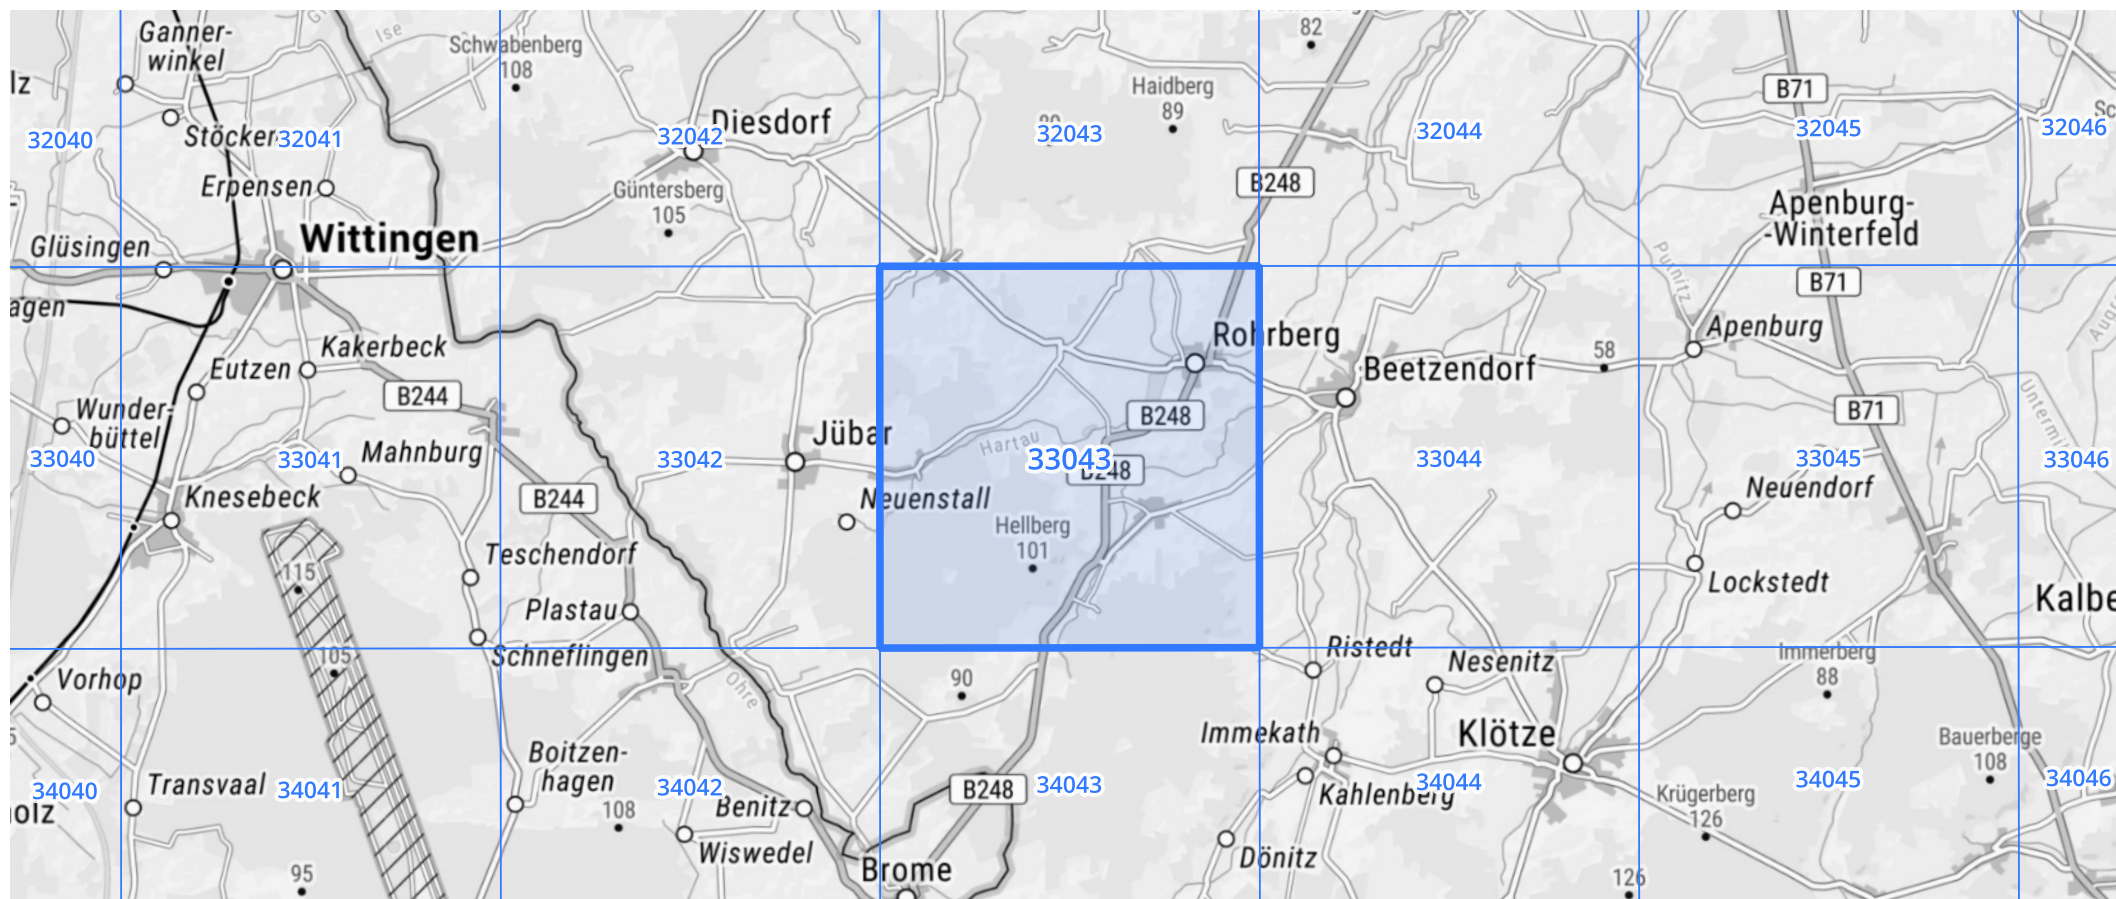 Ganner-
winkel
Ise
Schwabenberg
108
82
B71
lz
Haidberg
89
32040
Stöcken
32041
32042
Diesdorf
32043
32044
32045
32046
Erpensen
Güntersberg
105
B248
Apenburg-
-Winterfeld
Glüsingen
Wittingen
Purnitz
B71
agen
Kakerbeck
Rohrberg
58
Apenburg
Eutzen
B244
Beetzendorf
Wunder-
büttel
B248
B71
Untermil
Jübar
Hartau
33040
33041
Mahnburg
33042
33043
B248
33044
33045
33046
Knesebeck
B244
Neuenstall
Neuendorf
Hellberg
101
Teschendorf
115
Plastau
Lockstedt
Kalbe
105
Schneflingen
Ristedt
Nesenitz
Immerberg
88
Vorhop
Ohre
90
Immekath
Klötze
Bauerberge
108
Boitzen-
hagen
34040
Transvaal
34041
34042
B248
34043
34044
34045
34046
Benitz
Kahlenberg
Krügerberg
126
108
olz
Wiswedel
Dönitz
Brome
95
126